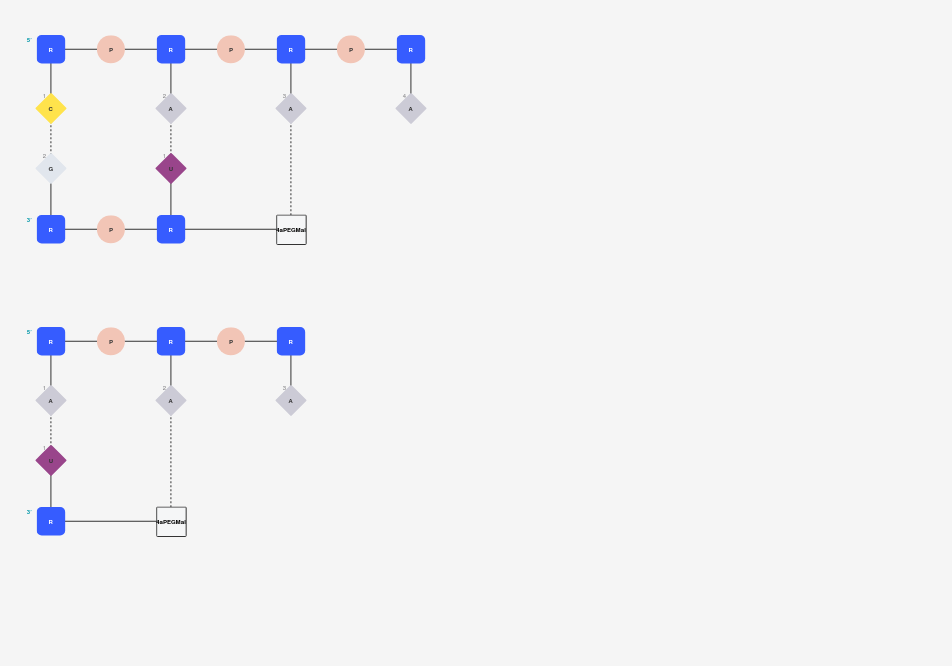 5' R P R P R P R
1 2 3 4
C A A A
2 1
G U
3' R P R 4aPEGMal
5' R P R P R
1 2 3
A A A
1
U
3' R 4aPEGMal